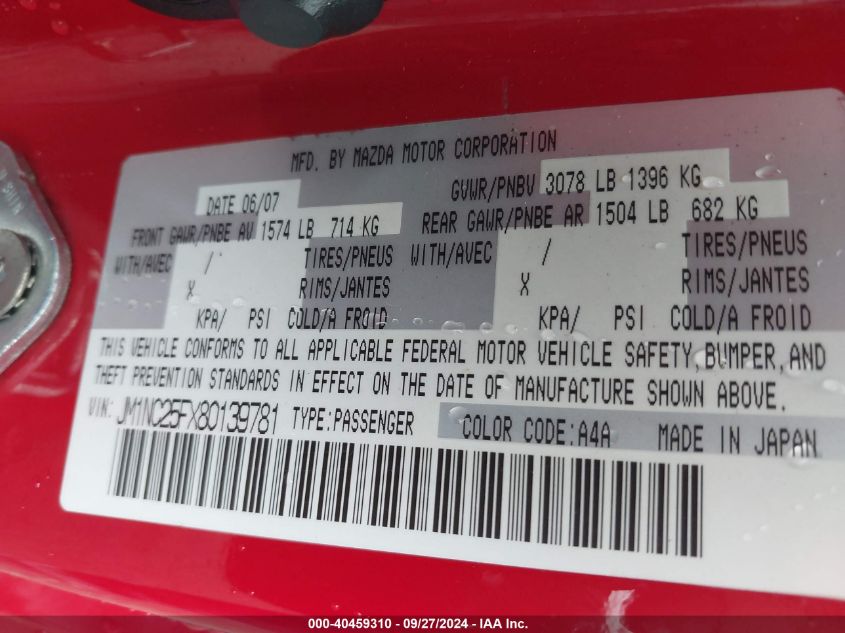 MFD. BY MAZDA MOTOR CORPORATION
DATE 06/07 GVWR/PNBV 3078 LB 1396 KG
FRONT GAWR/PNBE AV 1574 LB 714 KG REAR GAWR/PNBE AR 1504 LB 682 KG
WITH/AVEC / TIRES/PNEUS WITH/AVEC / TIRES/PNEUS
X RIMS/JANTES X RIMS/JANTES
KPA/ PSI COLD/A FROID KPA/ PSI COLD/A FROID
THIS VEHICLE CONFORMS TO ALL APPLICABLE FEDERAL MOTOR VEHICLE SAFETY, BUMPER, AND
THEFT PREVENTION STANDARDS IN EFFECT ON THE DATE OF MANUFACTURE SHOWN ABOVE.
VIN: JM1NC25FX80139781 TYPE:PASSENGER COLOR CODE:A4A MADE IN JAPAN
000-40459310 - 09/27/2024 - IAA Inc.